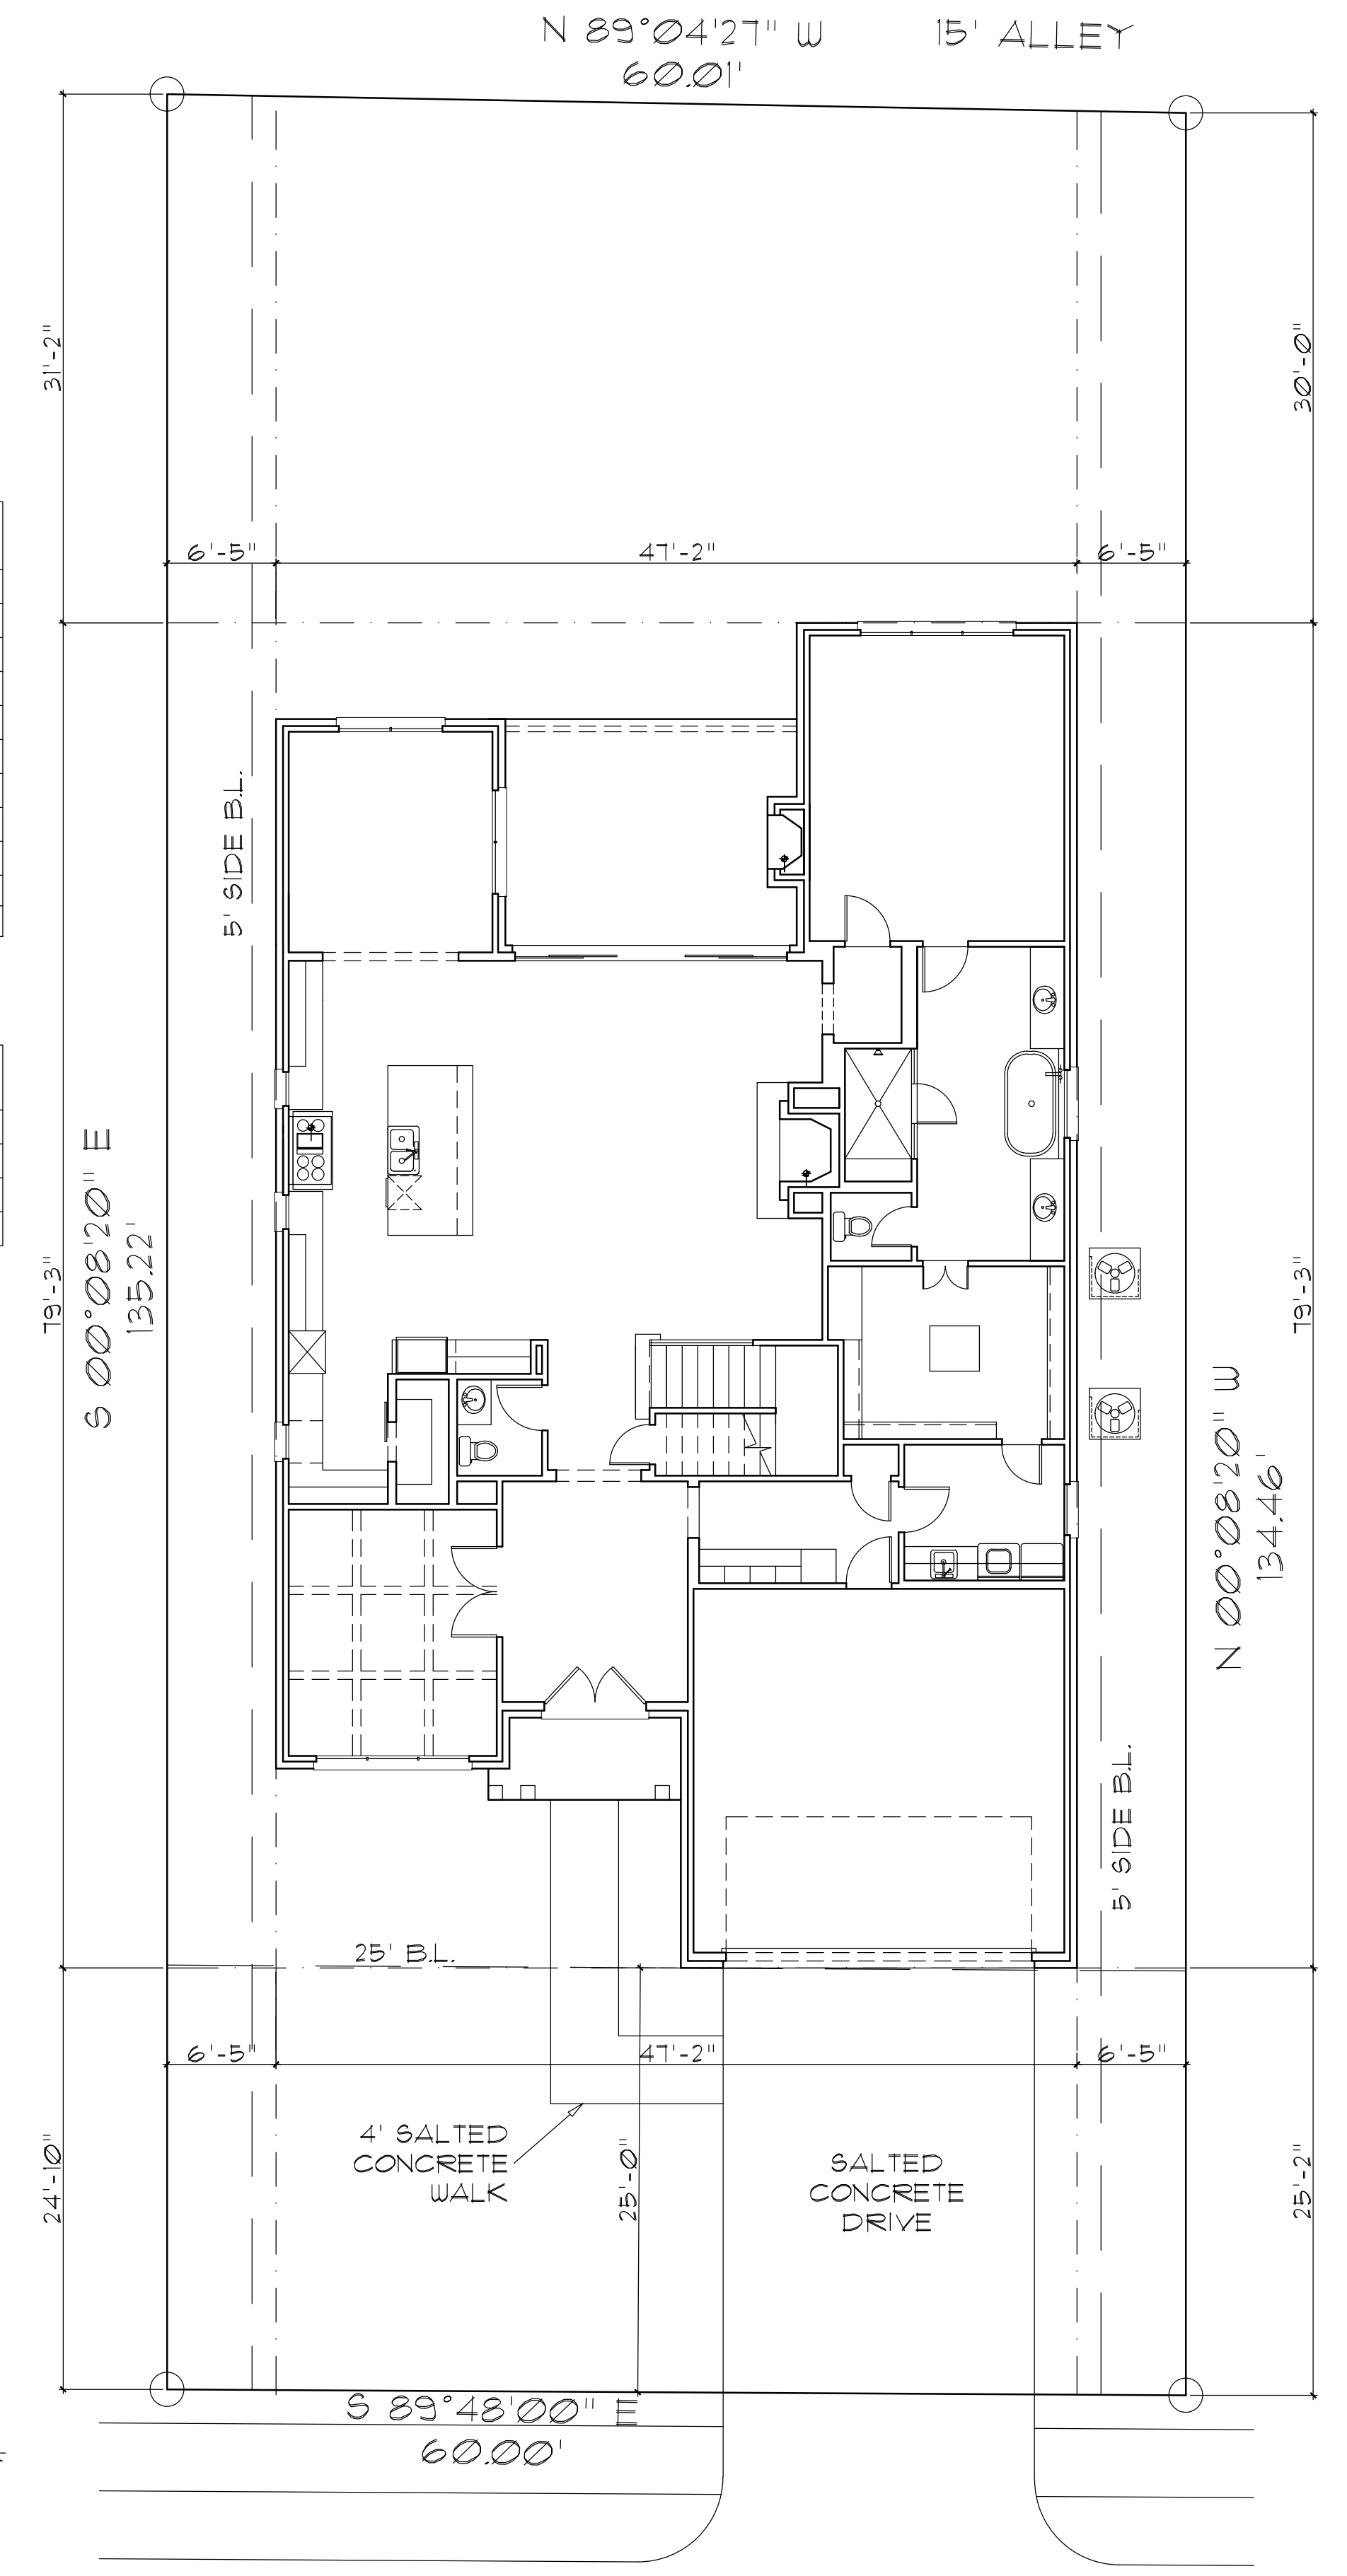 N 89°04'27" W
15' ALLEY
60.01'
31'-2"
30'-0"
6'-5"
47'-2"
6'-5"
5' SIDE B.L.
S 00°08'20" E
135.22'
79'-3"
79'-3"
N 00°08'20" W
134.46'
5' SIDE B.L.
25' B.L.
6'-5"
47'-2"
6'-5"
24'-10"
4' SALTED
CONCRETE
WALK
25'-0"
SALTED
CONCRETE
DRIVE
25'-2"
S 89°48'00" E
60.00'